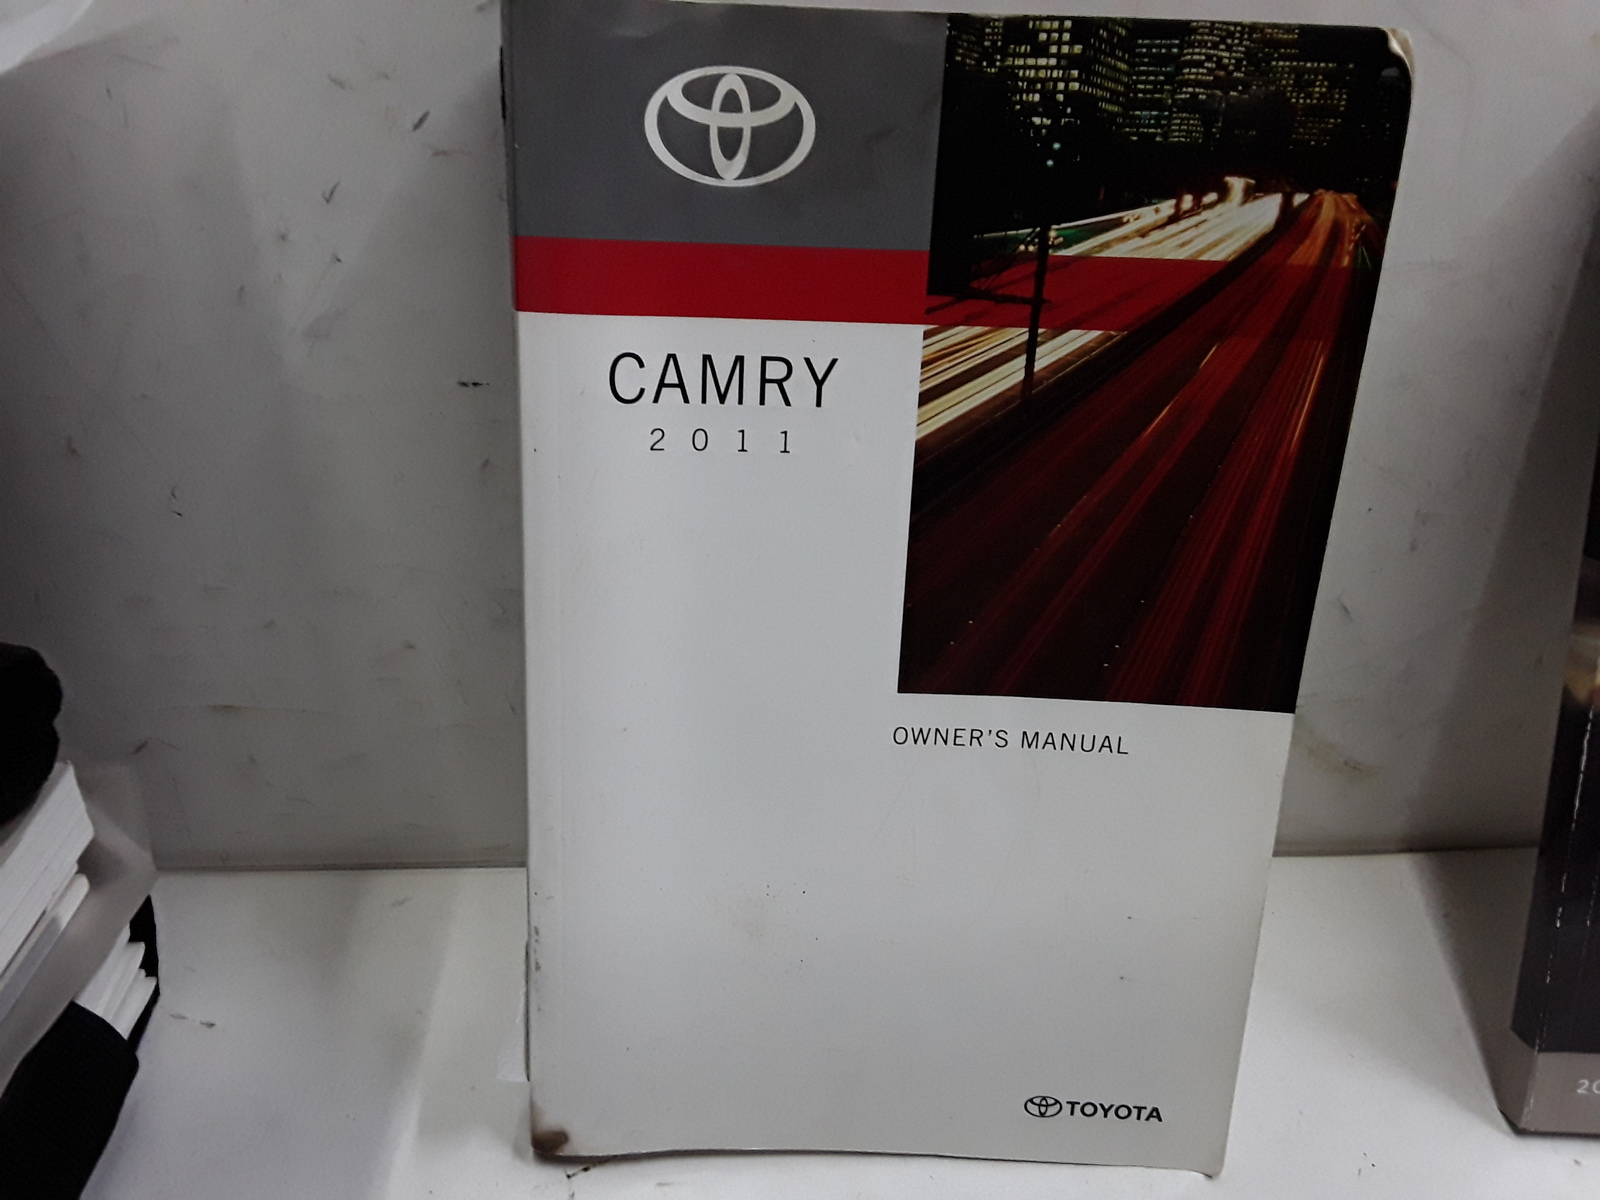 CAMRY
2011
OWNER'S MANUAL
TOYOTA